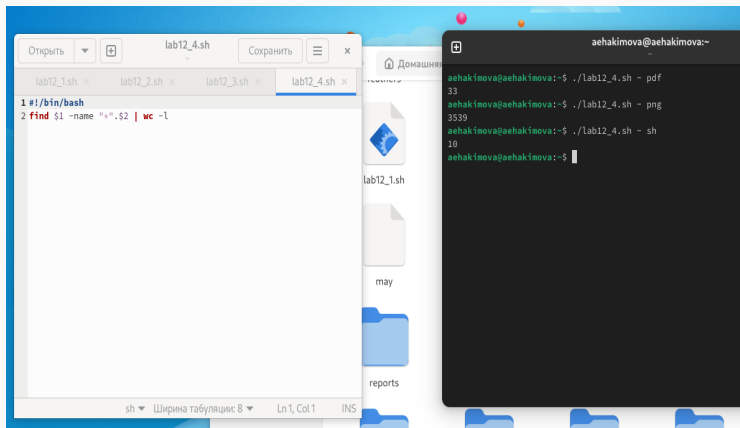 Открыть
lab12_4.sh
~
Сохранить
lab12_1.sh ×
lab12_2.sh ×
lab12_3.sh ×
lab12_4.sh ×
1 #!/bin/bash
2 find $1 -name "*".$2 | wc -l
sh
Ширина табуляции: 8
Ln 1, Col 1
INS
Домашняя
lab12_1.sh
may
reports
aehakimova@aehakimova:~
~
aehakimova@aehakimova:~$ ./lab12_4.sh ~ pdf
33
aehakimova@aehakimova:~$ ./lab12_4.sh ~ png
3539
aehakimova@aehakimova:~$ ./lab12_4.sh ~ sh
10
aehakimova@aehakimova:~$